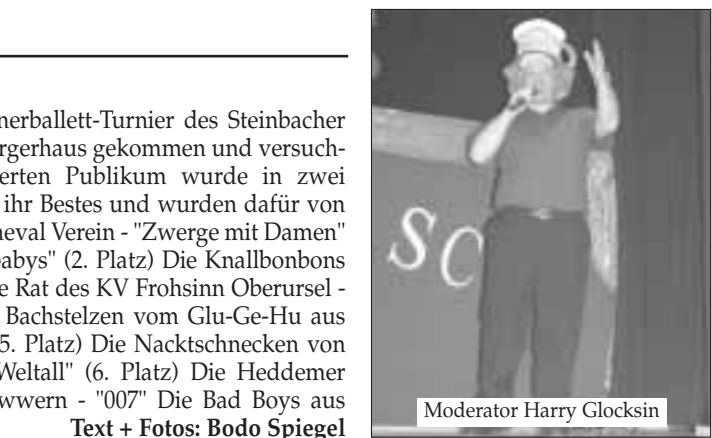 nerballett-Turnier des Steinbacher
rgerhaus gekommen und versuch-
erten Publikum wurde in zwei
ihr Bestes und wurden dafür von
neval Verein - "Zwerge mit Damen"
abys" (2. Platz) Die Knallbonbons
e Rat des KV Frohsinn Oberursel -
Bachstelzen vom Glu-Ge-Hu aus
5. Platz) Die Nacktschnecken von
Weltall" (6. Platz) Die Heddemer
wwern - "007" Die Bad Boys aus
Text + Fotos: Bodo Spiegel
SC
Moderator Harry Glocksin